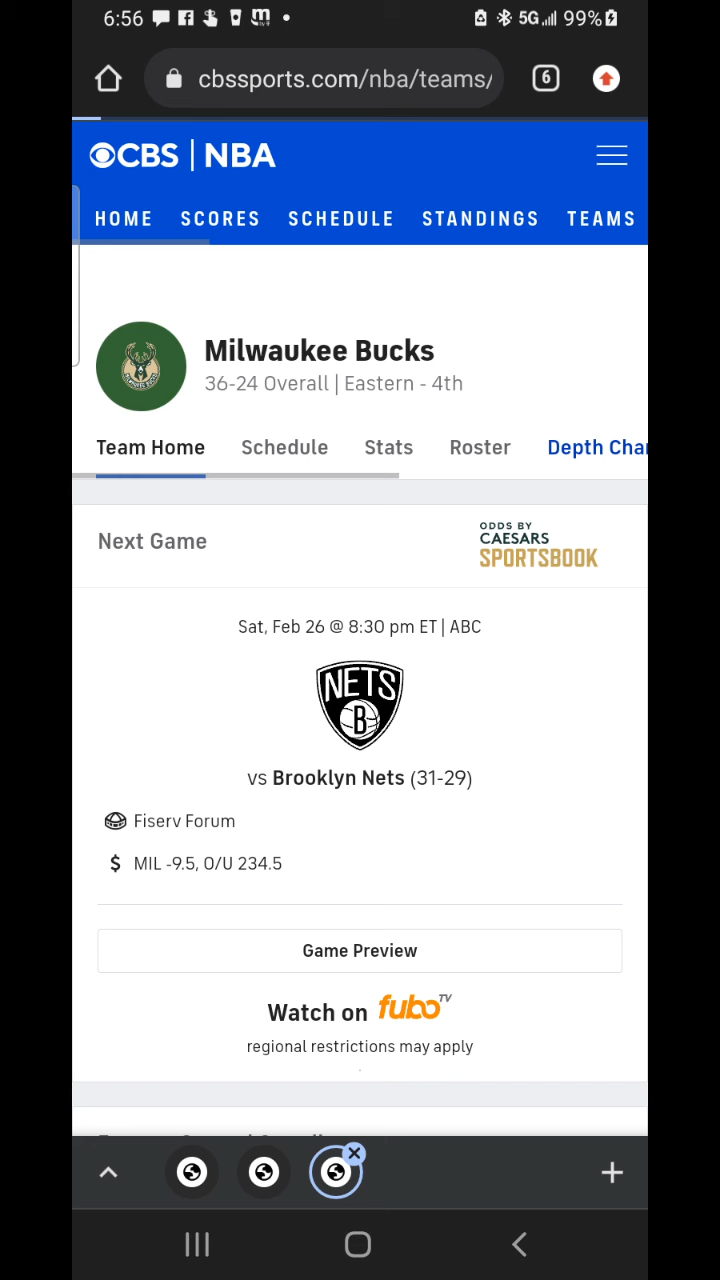 6:56 5G 99%
cbssports.com/nba/teams/ 6
CBS | NBA
HOME SCORES SCHEDULE STANDINGS TEAMS
Milwaukee Bucks
36-24 Overall | Eastern - 4th
Team Home Schedule Stats Roster Depth Char
Next Game
ODDS BY
CAESARS
SPORTSBOOK
Sat, Feb 26 @ 8:30 pm ET | ABC
NETS
B
vs Brooklyn Nets (31-29)
Fiserv Forum
$ MIL -9.5, O/U 234.5
Game Preview
Watch on fuboTV
regional restrictions may apply